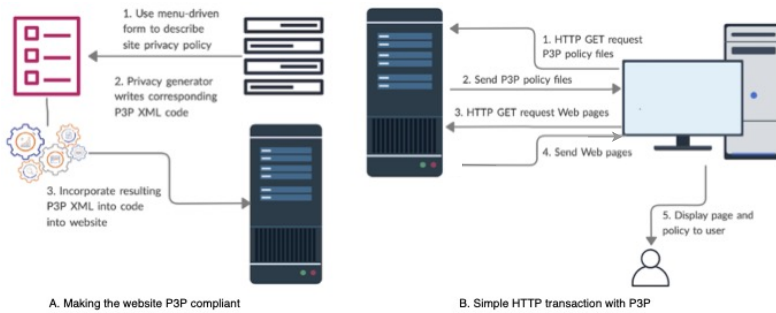 1. Use menu-driven
form to describe
site privacy policy
2. Privacy generator
writes corresponding
P3P XML code
3. Incorporate resulting
P3P XML into code
into website
A. Making the website P3P compliant
1. HTTP GET request
P3P policy files
2. Send P3P policy files
3. HTTP GET request Web pages
4. Send Web pages
5. Display page and
policy to user
B. Simple HTTP transaction with P3P